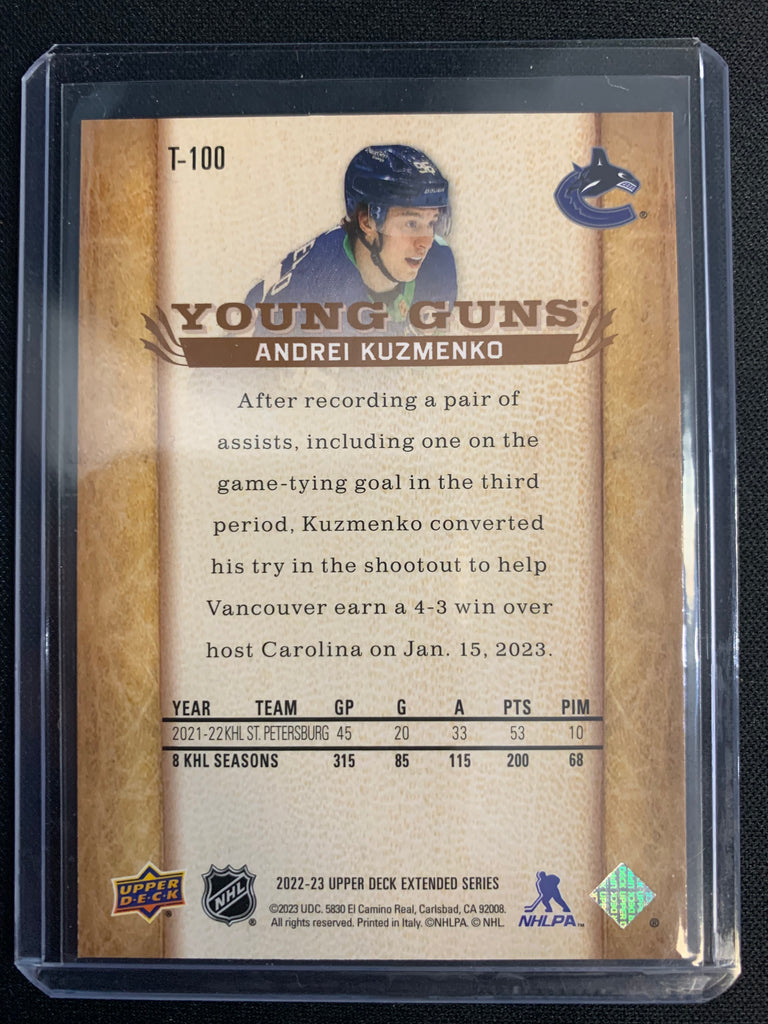 T-100
YOUNG GUNS
ANDREI KUZMENKO
After recording a pair of
assists, including one on the
game-tying goal in the third
period, Kuzmenko converted
his try in the shootout to help
Vancouver earn a 4-3 win over
host Carolina on Jan. 15, 2023.
YEAR TEAM GP G A PTS PIM
2021-22 KHL ST. PETERSBURG 45 20 33 53 10
8 KHL SEASONS 315 85 115 200 68
UPPER
D·E·C·K
NHL
2022-23 UPPER DECK EXTENDED SERIES
©2023 UDC. 5830 El Camino Real, Carlsbad, CA 92008.
All rights reserved. Printed in Italy. ©NHLPA. © NHL.
NHLPA™